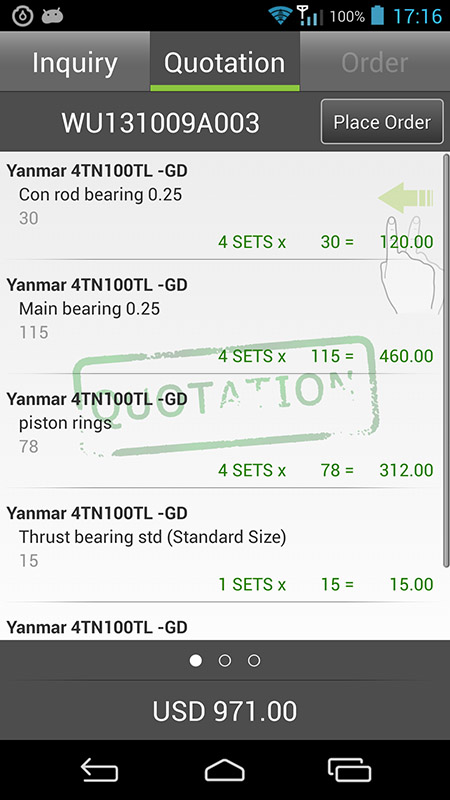 100% 17:16
Inquiry Quotation Order
WU131009A003 Place Order
Yanmar 4TN100TL -GD
Con rod bearing 0.25
30
4 SETS x 30 = 120.00
Yanmar 4TN100TL -GD
Main bearing 0.25
115
4 SETS x 115 = 460.00
QUOTATION
Yanmar 4TN100TL -GD
piston rings
78
4 SETS x 78 = 312.00
Yanmar 4TN100TL -GD
Thrust bearing std (Standard Size)
15
1 SETS x 15 = 15.00
Yanmar 4TN100TL -GD
USD 971.00